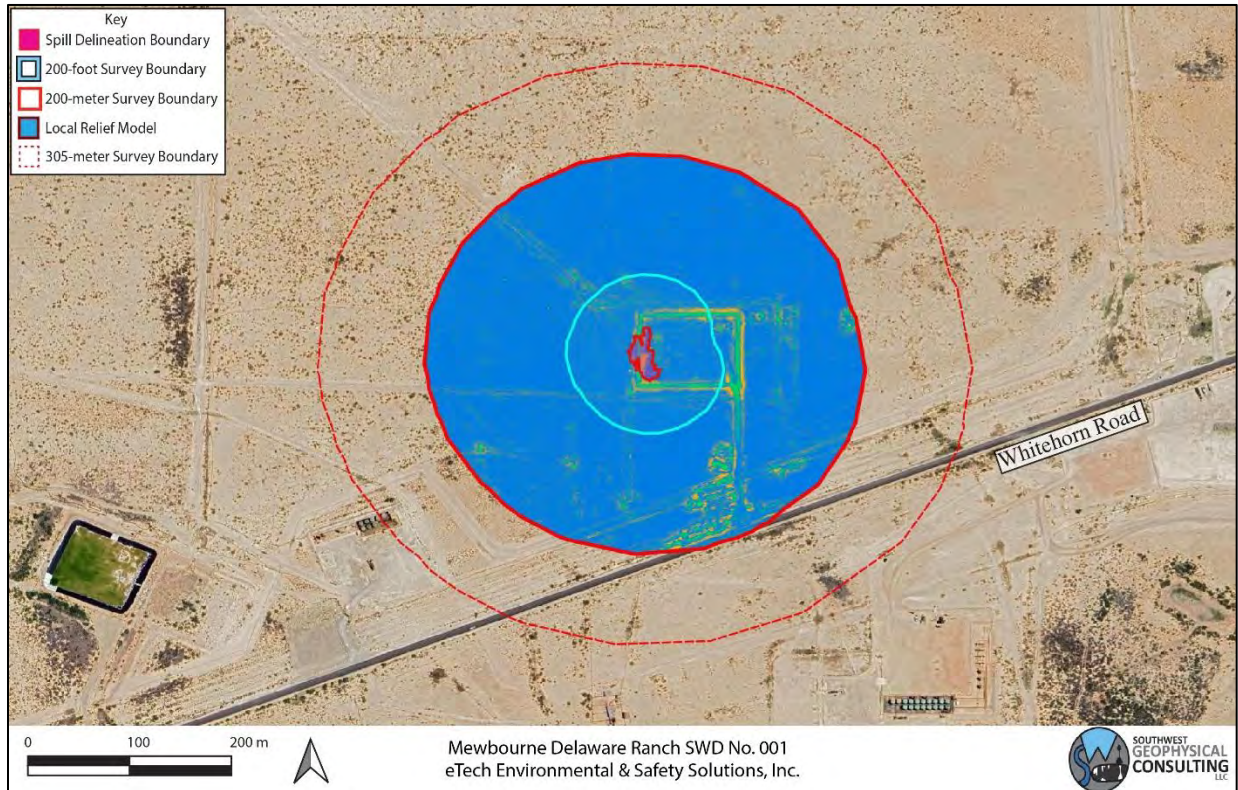 Key
Spill Delineation Boundary
200-foot Survey Boundary
200-meter Survey Boundary
Local Relief Model
305-meter Survey Boundary
Whitehorn Road
0 100 200 m
Mewbourne Delaware Ranch SWD No. 001
eTech Environmental & Safety Solutions, Inc.
SOUTHWEST
GEOPHYSICAL
CONSULTING
LLC